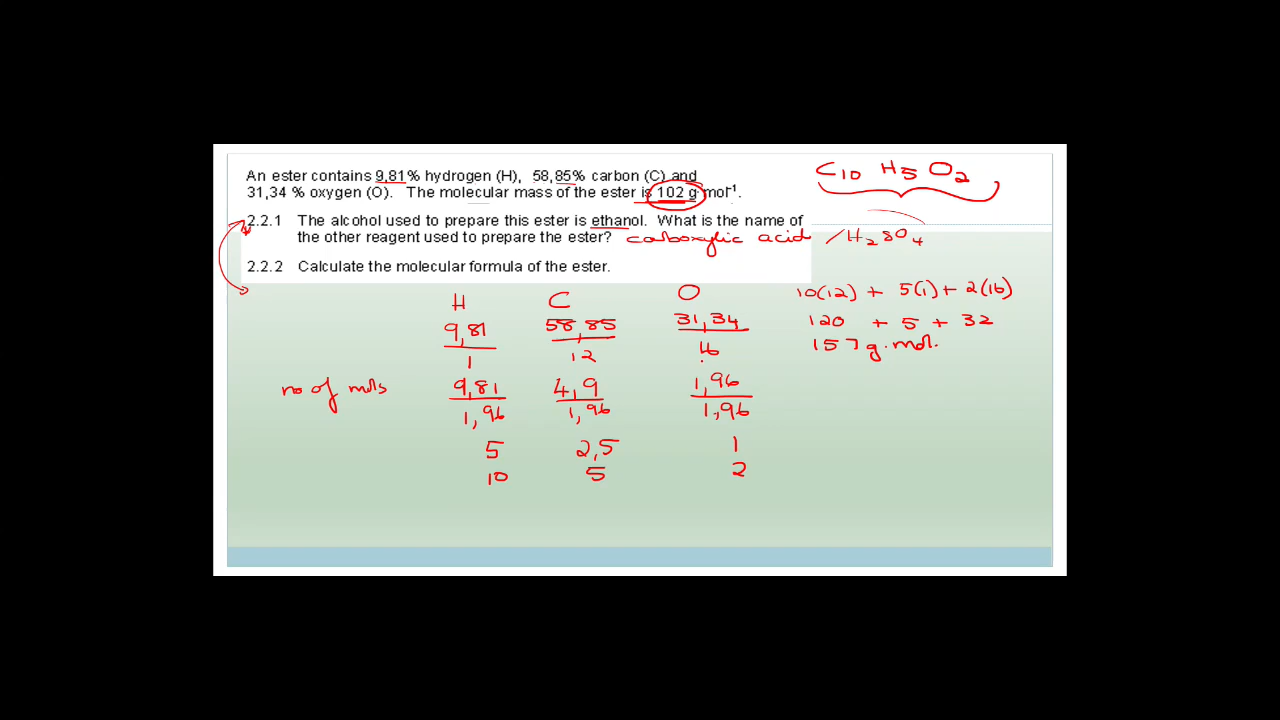 An ester contains 9,81% hydrogen (H), 58,85% carbon (C) and
31,34 % oxygen (O). The molecular mass of the ester is 102 g·mol-1.
C10 H5 O2
2.2.1 The alcohol used to prepare this ester is ethanol. What is the name of
the other reagent used to prepare the ester? carboxylic acid / H2SO4
2.2.2 Calculate the molecular formula of the ester.
H C O
9,81 58,85 31,34
1 12 16
no of mols 9,81 4,9 1,96
1,96 1,96 1,96
5 2,5 1
10 5 2
10(12) + 5(1) + 2(16)
120 + 5 + 32
157 g.mol.